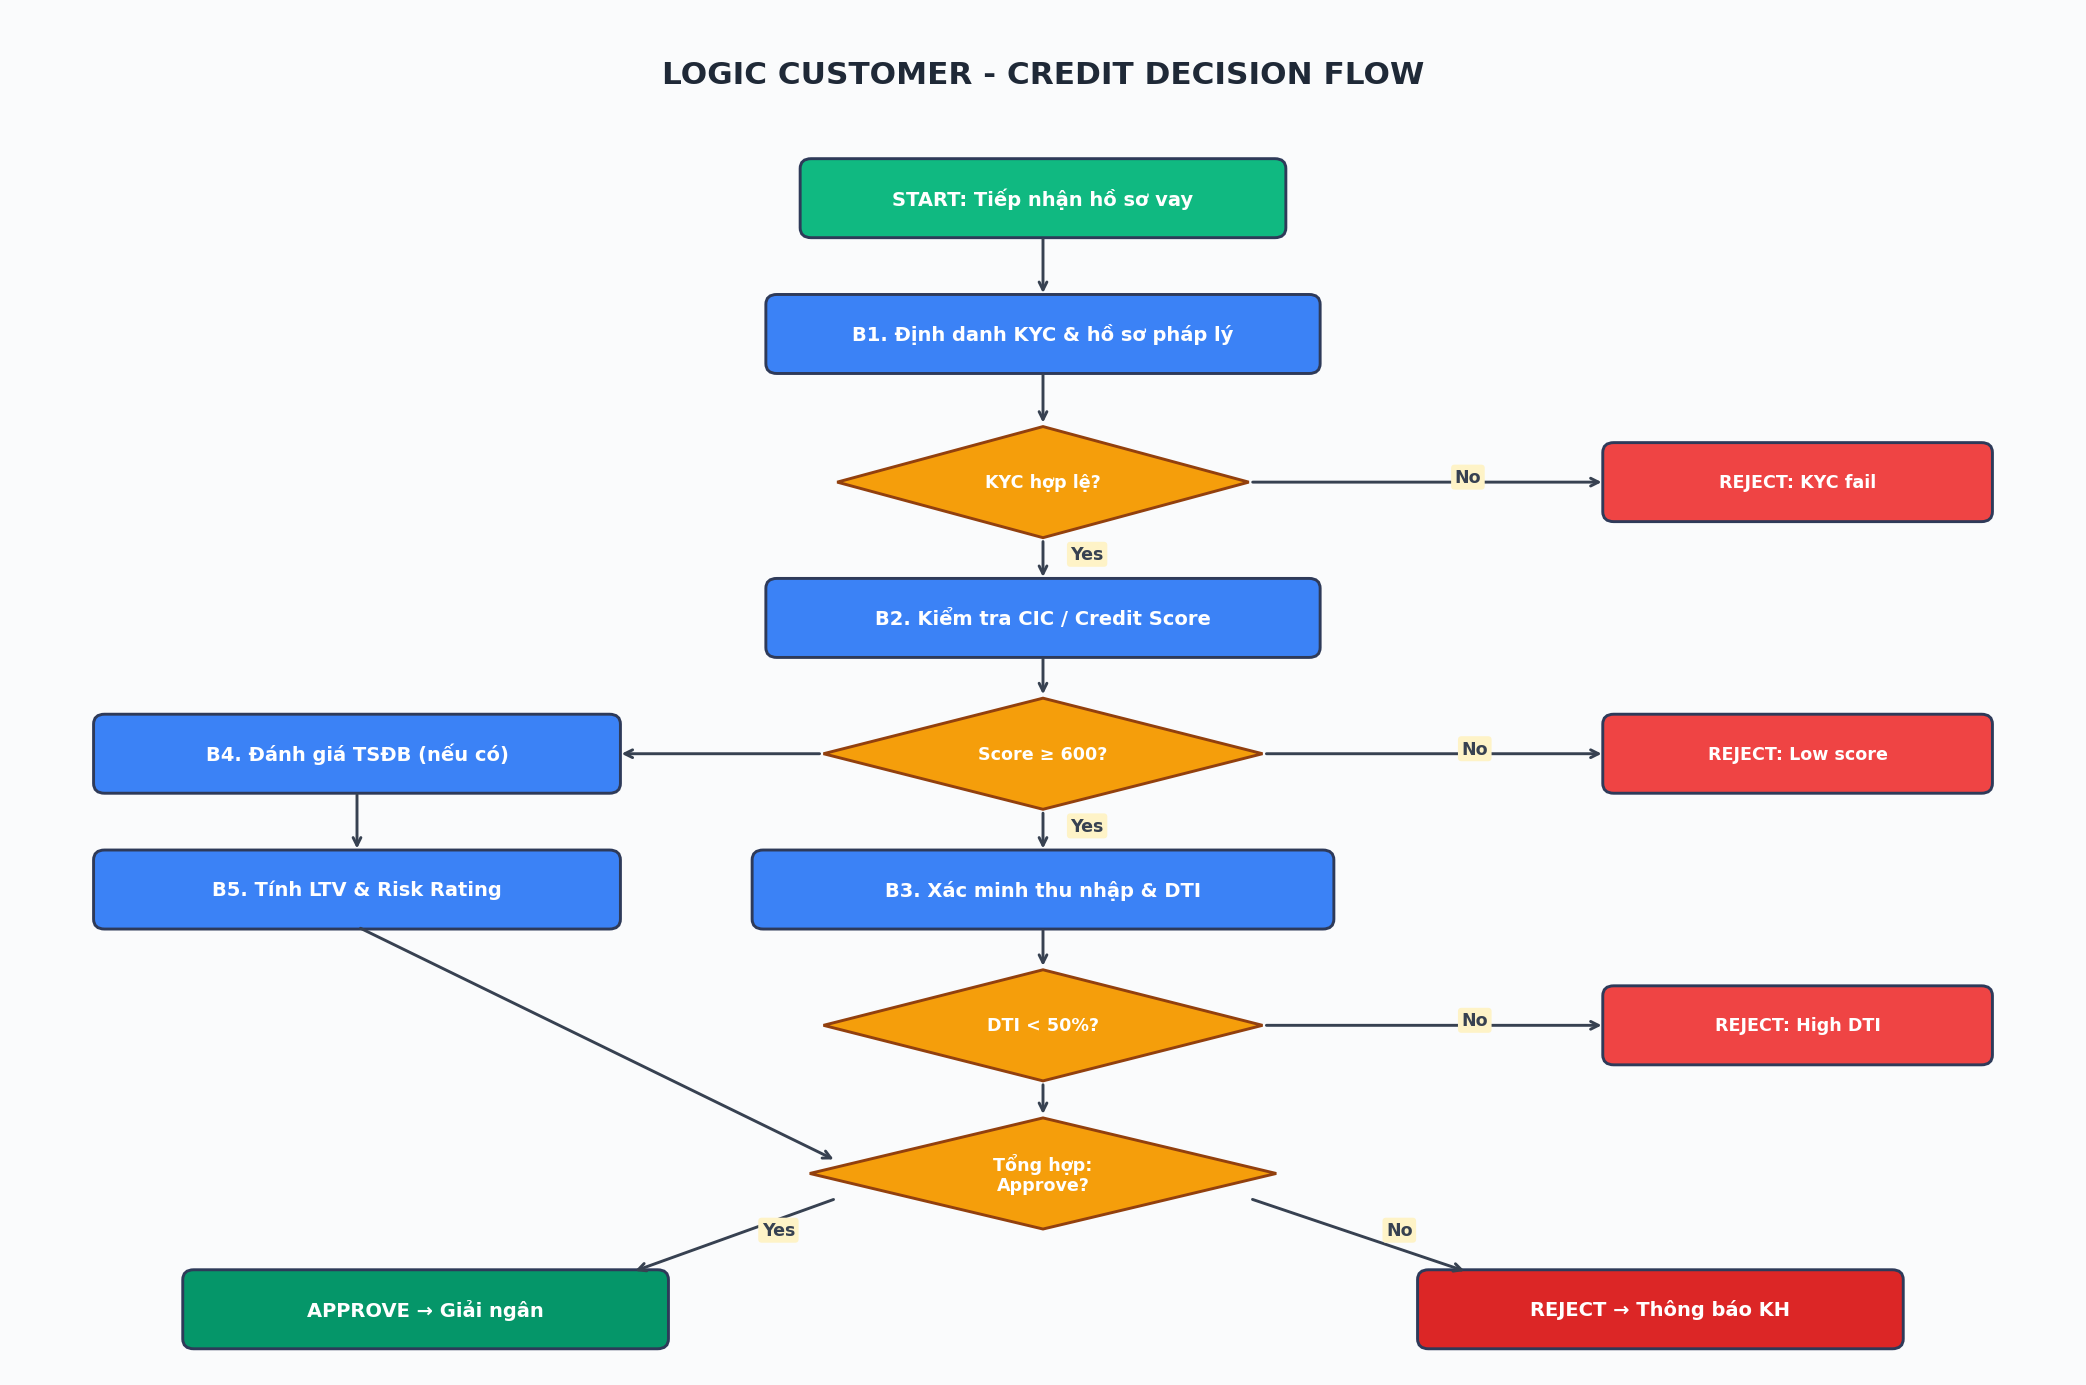 LOGIC CUSTOMER - CREDIT DECISION FLOW
START: Tiếp nhận hồ sơ vay
B1. Định danh KYC & hồ sơ pháp lý
KYC hợp lệ?
No
REJECT: KYC fail
Yes
B2. Kiểm tra CIC / Credit Score
B4. Đánh giá TSĐB (nếu có)
Score ≥ 600?
No
REJECT: Low score
Yes
B5. Tính LTV & Risk Rating
B3. Xác minh thu nhập & DTI
DTI < 50%?
No
REJECT: High DTI
Tổng hợp:
Approve?
Yes
No
APPROVE → Giải ngân
REJECT → Thông báo KH